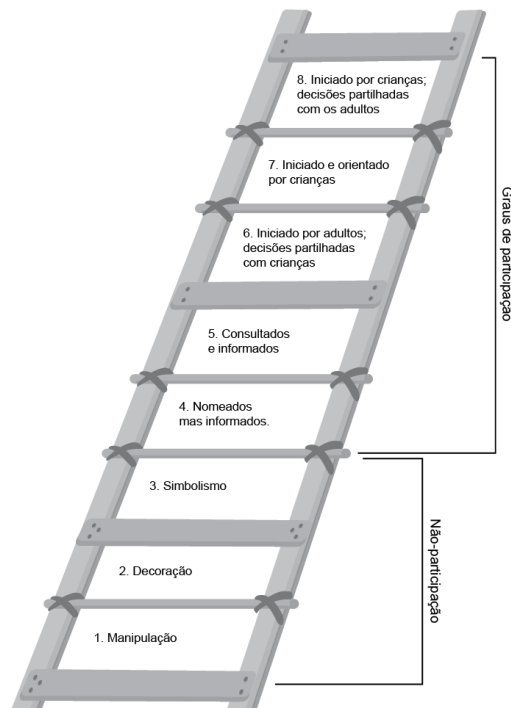 8. Iniciado por crianças;
decisões partilhadas
com os adultos
7. Iniciado e orientado
por crianças
6. Iniciado por adultos;
decisões partilhadas
com crianças
5. Consultados
e informados
4. Nomeados
mas informados.
3. Simbolismo
2. Decoração
1. Manipulação
Graus de participação
Não-participação